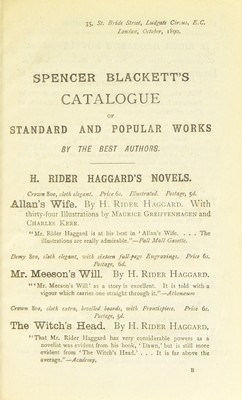 35, St. Bride Street, Ludgate Circus, E.C.
London, October, 1890.
SPENCER BLACKETT'S
CATALOGUE
OF
STANDARD AND POPULAR WORKS
BY THE BEST AUTHORS.
H. RIDER HAGGARD'S NOVELS.
Crown 8vo, cloth elegant. Price 6s. Illustrated. Postage, 5d.
Allan's Wife. By H. RIDER HAGGARD. With
thirty-four Illustrations by MAURICE GREIFFENHAGEN and
CHARLES KERR.
"Mr. Rider Haggard is at his best in 'Allan's Wife. . . . The
illustrations are really admirable."—Pall Mall Gazette.
Demy 8vo, cloth elegant, with sixteen full-page Engravings. Price 6s.
Postage, 6d.
Mr. Meeson's Will. By H. RIDER HAGGARD.
"'Mr. Meeson's Will' as a story is excellent. It is told with a
vigour which carries one straight through it."—Athenæum
Crown 8vo, cloth extra, bevelled boards, with Frontispiece. Price 6s.
Postage, 5d.
The Witch's Head. By H. RIDER HAGGARD.
"That Mr. Rider Haggard has very considerable powers as a
novelist was evident from his book, 'Dawn,' but is still more
evident from 'The Witch's Head.' . . . It is far above the
average."—Academy.
B